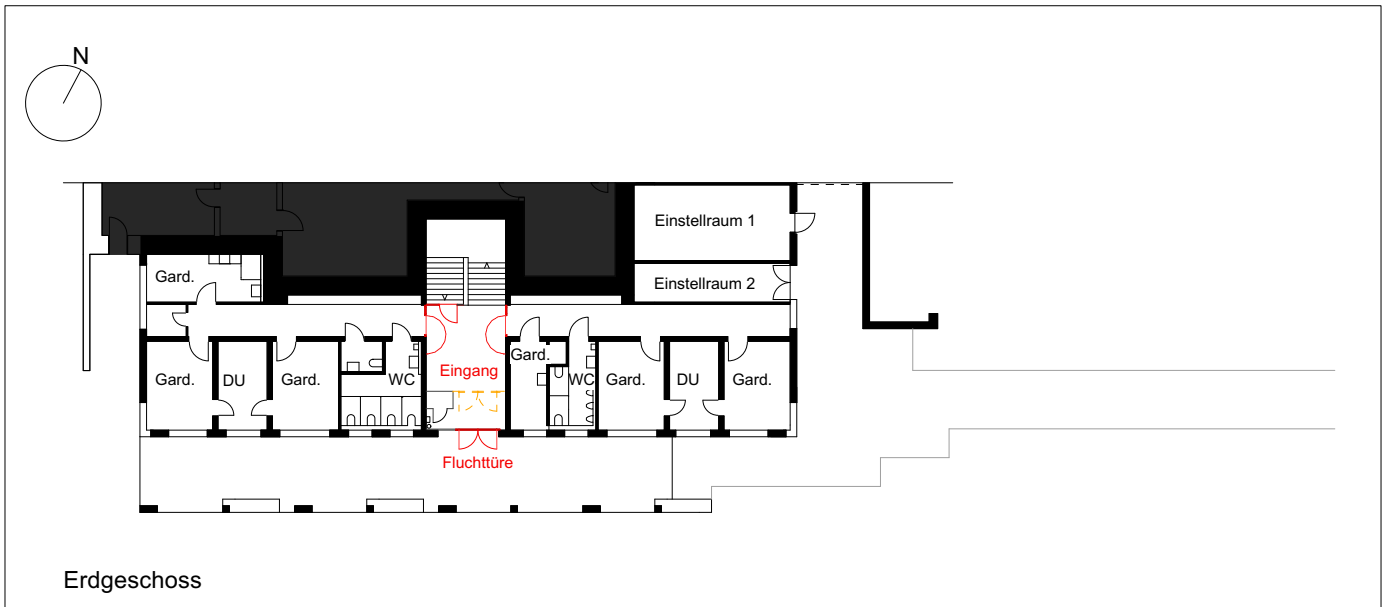 N
Einstellraum 1
Gard.
Einstellraum 2
Gard.
Eingang
Gard.
DU
Gard.
WC
WC
Gard.
DU
Gard.
Fluchttüre
Erdgeschoss